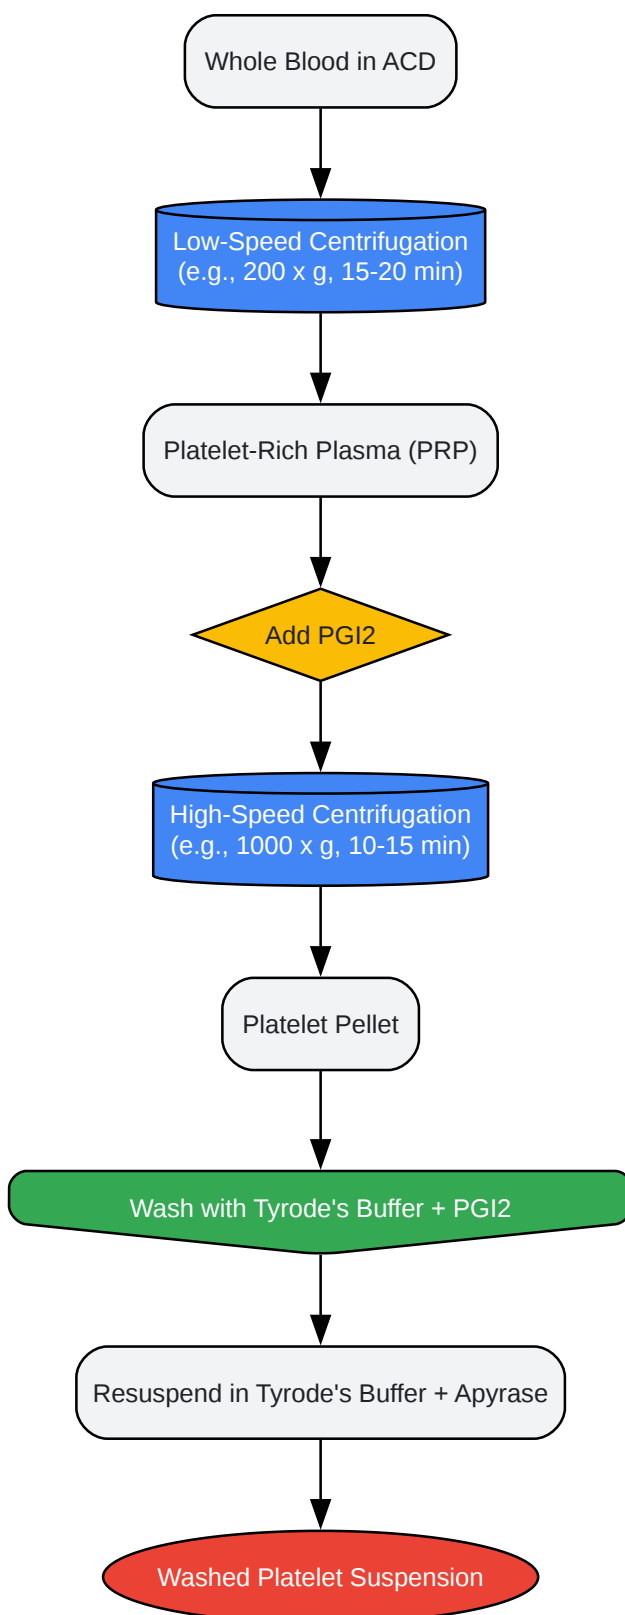 Whole Blood in ACD
Low-Speed Centrifugation
(e.g., 200 x g, 15-20 min)
Platelet-Rich Plasma (PRP)
Add PGI2
High-Speed Centrifugation
(e.g., 1000 x g, 10-15 min)
Platelet Pellet
Wash with Tyrode's Buffer + PGI2
Resuspend in Tyrode's Buffer + Apyrase
Washed Platelet Suspension